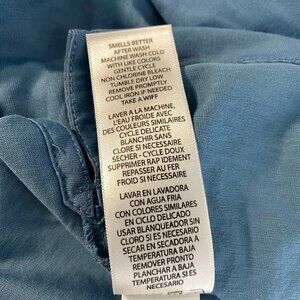 SMELLS BETTER
AFTER WASH
MACHINE WASH COLD
WITH LIKE COLORS
GENTLE CYCLE
NON CHLORINE BLEACH
TUMBLE DRY LOW
REMOVE PROMPTLY
COOL IRON IF NEEDED
TAKE A WIFF
LAVER A LA MACHINE,
L'EAU FROIDE AVEC
DES COULEURS SIMILAIRES
CYCLE DELICATE
BLANCHIR SANS
CLORE SI NECESSAIRE
SECHER - CYCLE DOUX
SUPPRIMER RAP IDEMENT
REPASSER AU FER
FROID SI NECESSAIRE
LAVAR EN LAVADORA
CON AGUA FRIA
CON COLORES SIMILARES
EN CICLO DELICADO
USAR BLANQUEADOR SIN
CLORO SI ES NECESARIO
SECAR EN SECADORA A
TEMPERATURA BAJA
REMOVER PRONTO
PLANCHAR A BAJA
TEMPERATURA SI ES
NECESARIO